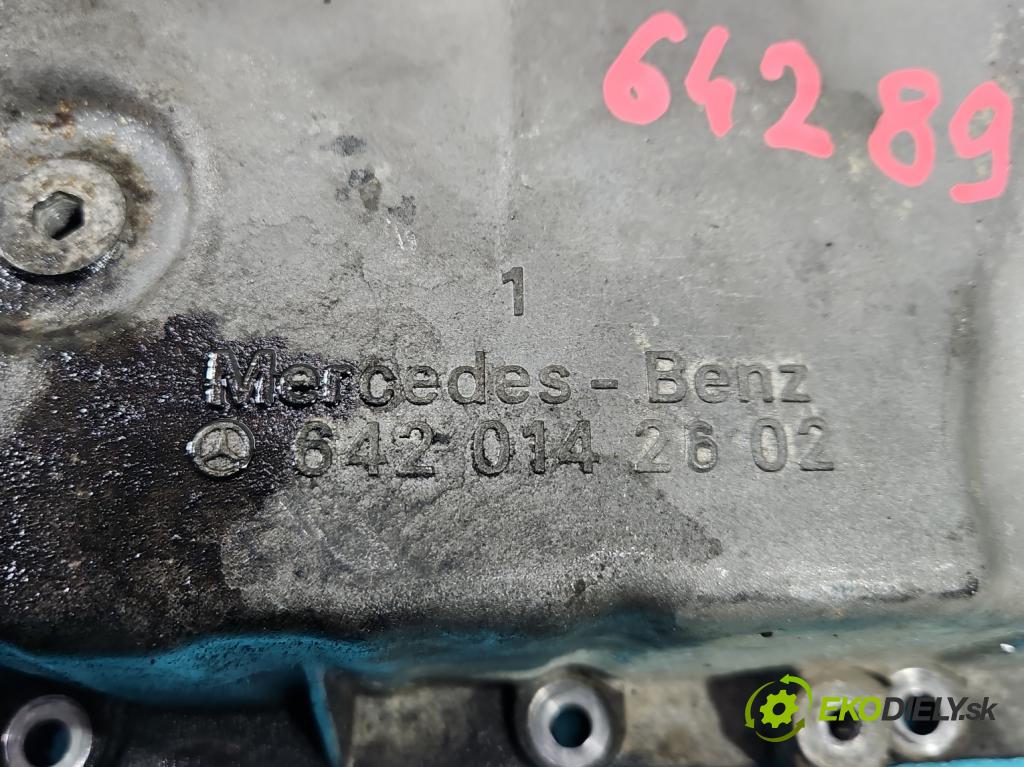 642 89
1
Mercedes-Benz
642 014 26 02
EKODIELY.sk